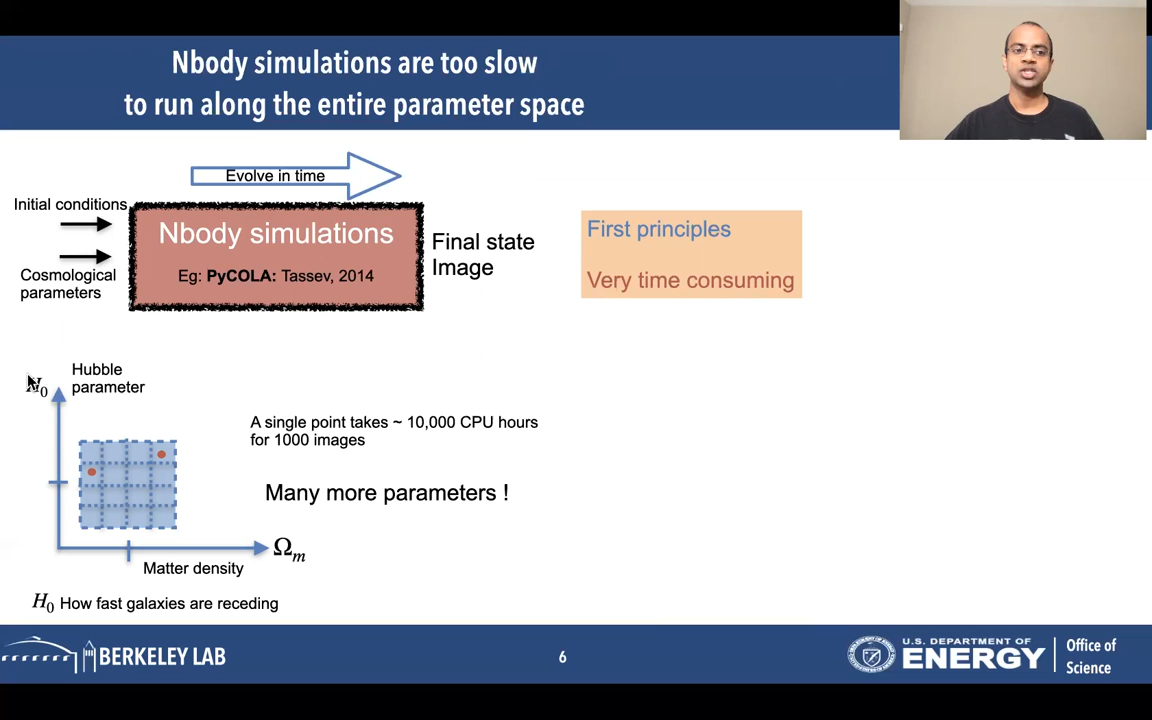 Nbody simulations are too slow
to run along the entire parameter space
Evolve in time
Initial conditions
Nbody simulations
Eg: PyCOLA: Tassev, 2014
Cosmological
parameters
Final state
Image
First principles
Very time consuming
H₀
Hubble
parameter
A single point takes ~ 10,000 CPU hours
for 1000 images
Many more parameters !
Ωₘ
Matter density
H₀ How fast galaxies are receding
BERKELEY LAB
6
U.S. DEPARTMENT OF
ENERGY
Office of
Science